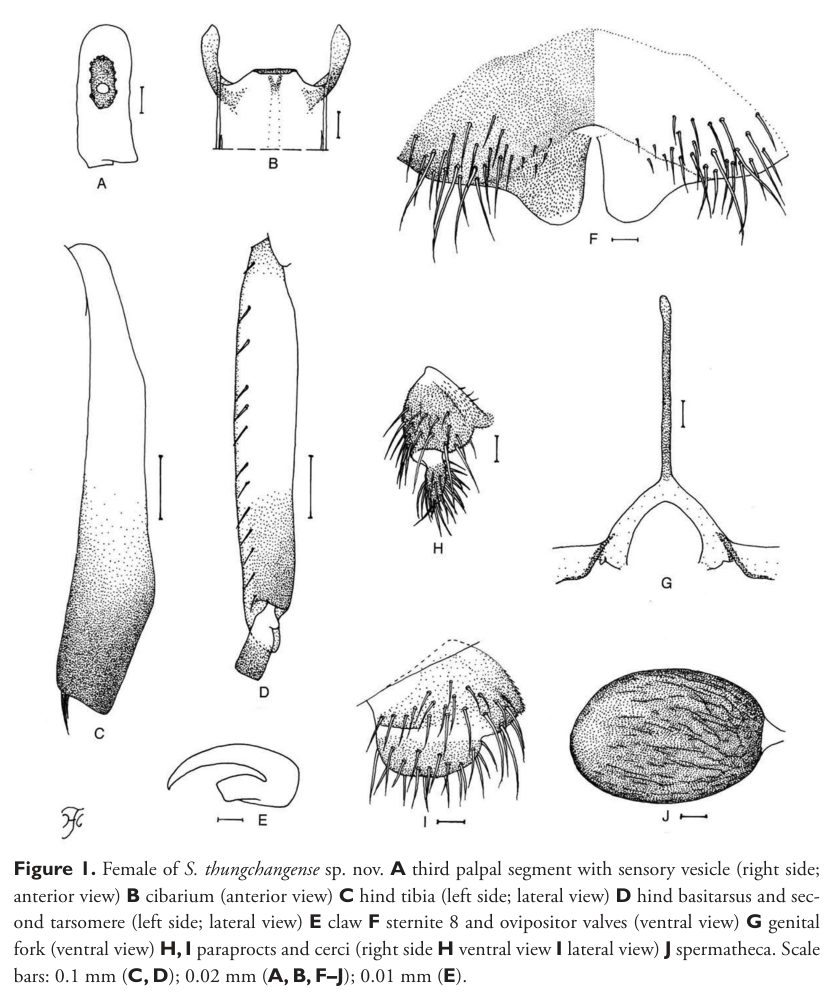 A
B
F
C
D
H
G
E
I
J
Figure 1. Female of S. thungchangense sp. nov. A third palpal segment with sensory vesicle (right side;
anterior view) B cibarium (anterior view) C hind tibia (left side; lateral view) D hind basitarsus and sec-
ond tarsomere (left side; lateral view) E claw F sternite 8 and ovipositor valves (ventral view) G genital
fork (ventral view) H, I paraprocts and cerci (right side H ventral view I lateral view) J spermatheca. Scale
bars: 0.1 mm (C, D); 0.02 mm (A, B, F–J); 0.01 mm (E).